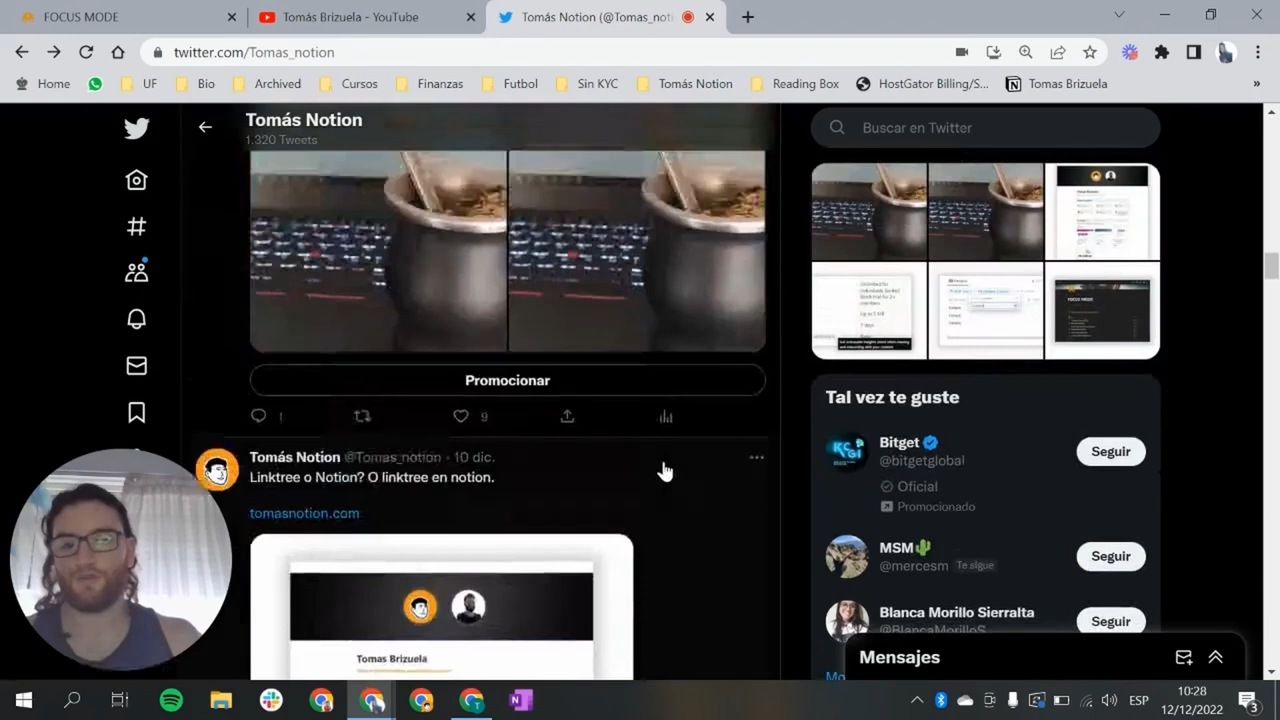 FOCUS MODE
Tomás Brizuela - YouTube
Tomás Notion (@Tomas_noti
twitter.com/Tomas_notion
Home
UF
Bio
Archived
Cursos
Finanzas
Futbol
Sin KYC
Tomás Notion
Reading Box
HostGator Billing/S...
Tomas Brizuela
»
Tomás Notion
1.320 Tweets
Buscar en Twitter
FOCUS MODE
Promocionar
1
9
Tomás Notion @Tomas_notion · 10 dic.
Linktree o Notion? O linktree en notion.
tomasnotion.com
Tomas Brizuela
Tal vez te guste
Bitget
@bitgetglobal
Oficial
Promocionado
Seguir
MSM🌵
@mercesm Te sigue
Seguir
Blanca Morillo Sierralta
@BlancaMorilloS
Seguir
Mensajes
ESP
10:28
12/12/2022
3